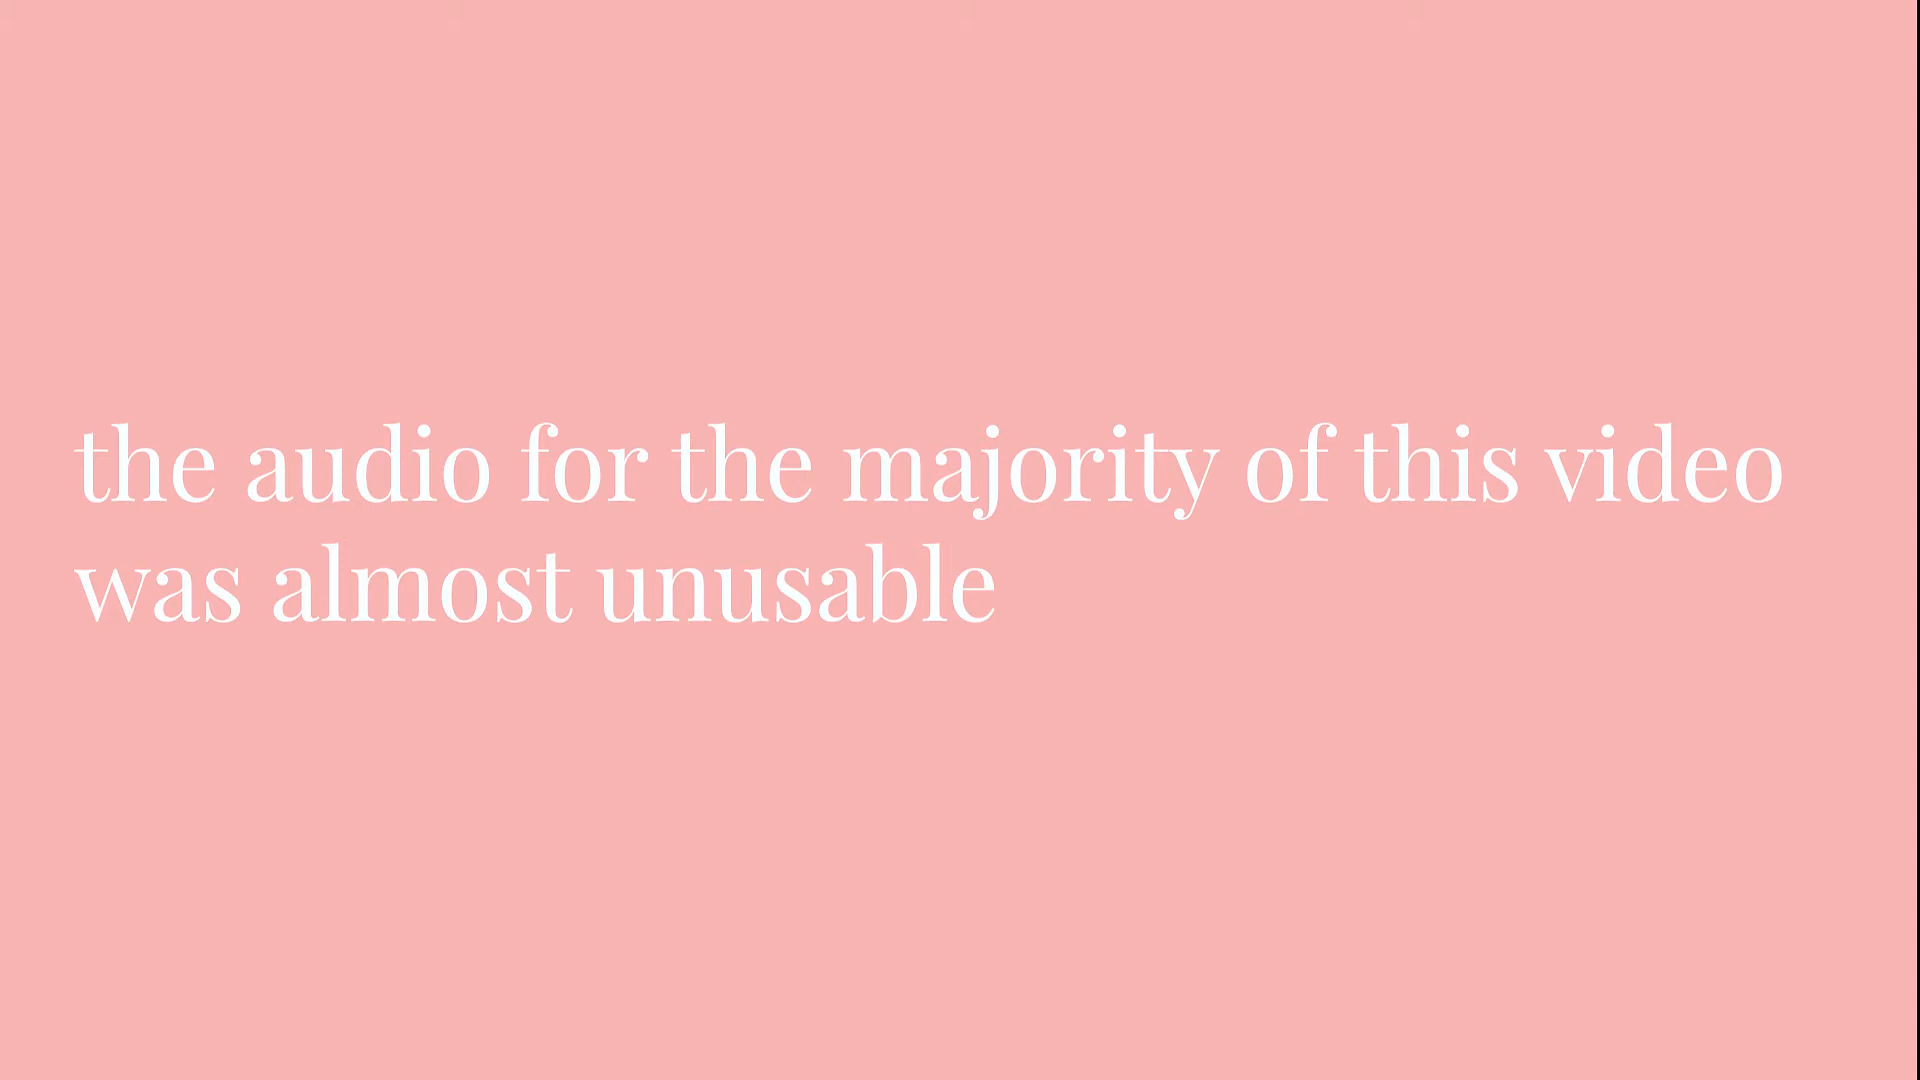 the audio for the majority of this video
was almost unusable